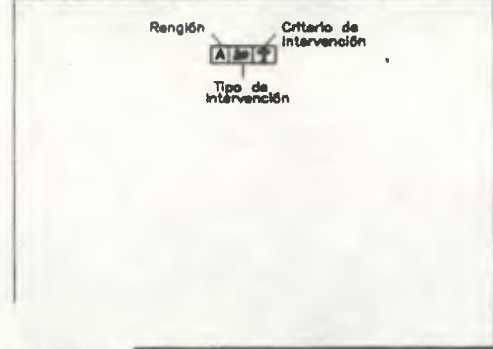 Renglón
Criterio de
intervención
A
Tipo de
intervención